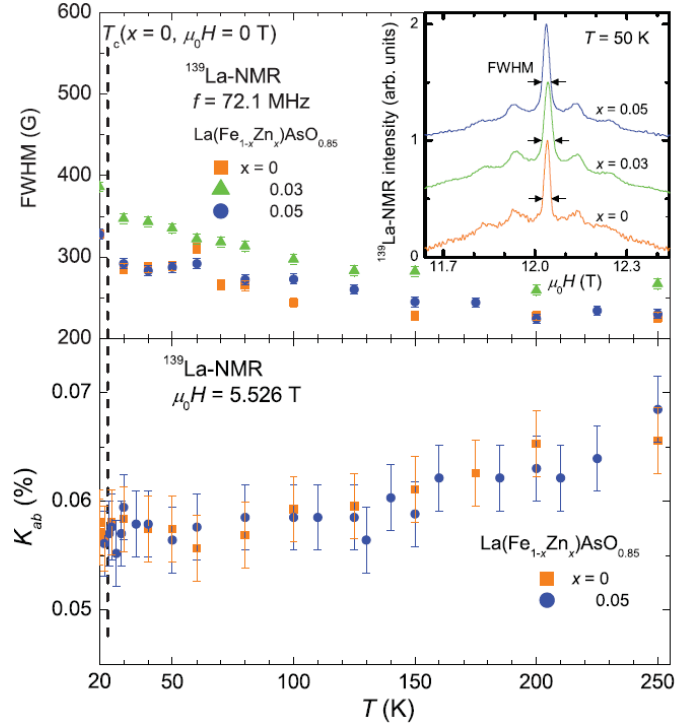 T_c(x = 0, μ₀H = 0 T)
¹³⁹La-NMR
f = 72.1 MHz
La(Fe₁₋ₓZnₓ)AsO₀.₈₅
x = 0
0.03
0.05
FWHM (G)
600
500
400
300
200
T = 50 K
FWHM
x = 0.05
x = 0.03
x = 0
¹³⁹La-NMR intensity (arb. units)
2
1
0
11.7
12.0
12.3
μ₀H (T)
¹³⁹La-NMR
μ₀H = 5.526 T
K_ab (%)
0.07
0.06
0.05
La(Fe₁₋ₓZnₓ)AsO₀.₈₅
x = 0
0.05
20
50
100
150
200
250
T (K)